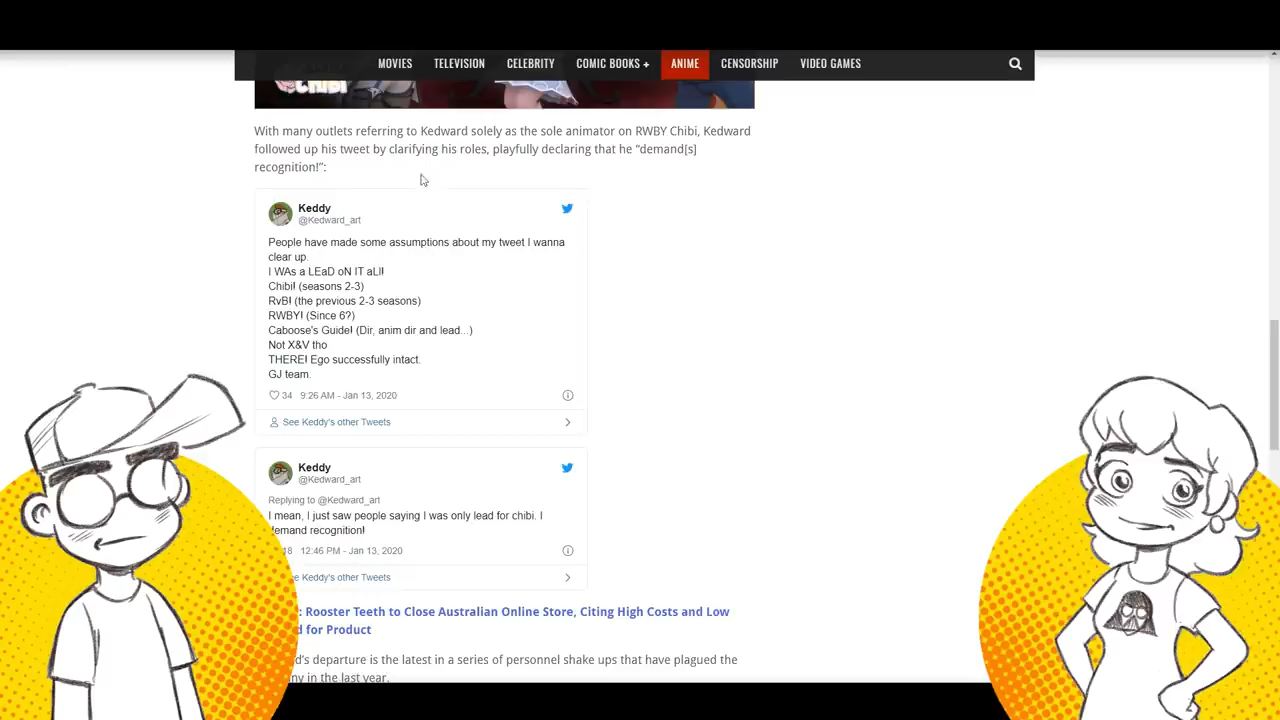 MOVIES TELEVISION CELEBRITY COMIC BOOKS + ANIME CENSORSHIP VIDEO GAMES
CHIBI
With many outlets referring to Kedward solely as the sole animator on RWBY Chibi, Kedward
followed up his tweet by clarifying his roles, playfully declaring that he “demand[s]
recognition!”:
Keddy
@Kedward_art
People have made some assumptions about my tweet I wanna
clear up.
I WAs a LEaD oN IT aLl!
Chibi! (seasons 2-3)
RvB! (the previous 2-3 seasons)
RWBY! (Since 6?)
Caboose's Guide! (Dir, anim dir and lead...)
Not X&V tho
THERE! Ego successfully intact.
GJ team.
34 9:26 AM - Jan 13, 2020
See Keddy's other Tweets
Keddy
@Kedward_art
Replying to @Kedward_art
I mean, I just saw people saying I was only lead for chibi. I
demand recognition!
18 12:46 PM - Jan 13, 2020
ee Keddy's other Tweets
: Rooster Teeth to Close Australian Online Store, Citing High Costs and Low
d for Product
d’s departure is the latest in a series of personnel shake ups that have plagued the
ny in the last year.